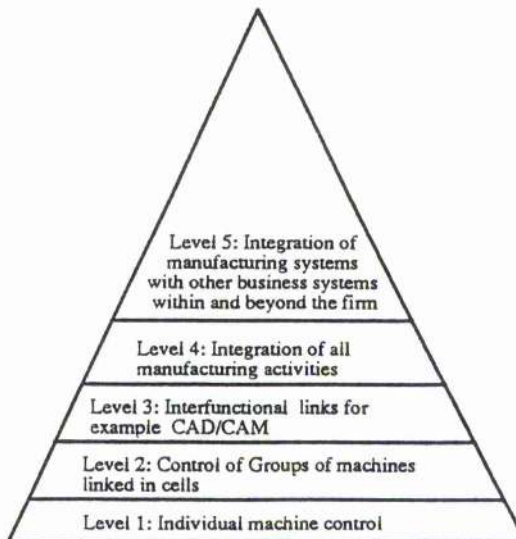 Level 5: Integration of
manufacturing systems
with other business systems
within and beyond the firm
Level 4: Integration of all
manufacturing activities
Level 3: Interfunctional links for
example CAD/CAM
Level 2: Control of Groups of machines
linked in cells
Level 1: Individual machine control